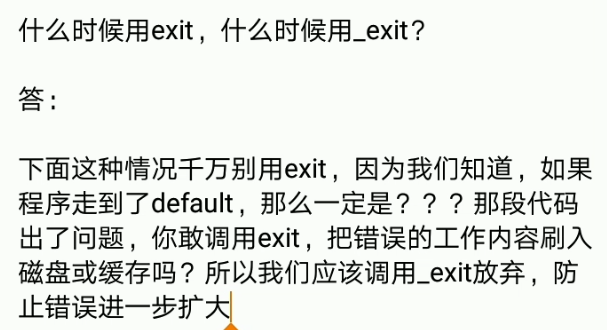 什么时候用exit，什么时候用_exit？
答：
下面这种情况千万别用exit，因为我们知道，如果
程序走到了default，那么一定是？？？那段代码
出了问题，你敢调用exit，把错误的工作内容刷入
磁盘或缓存吗？所以我们应该调用_exit放弃，防
止错误进一步扩大